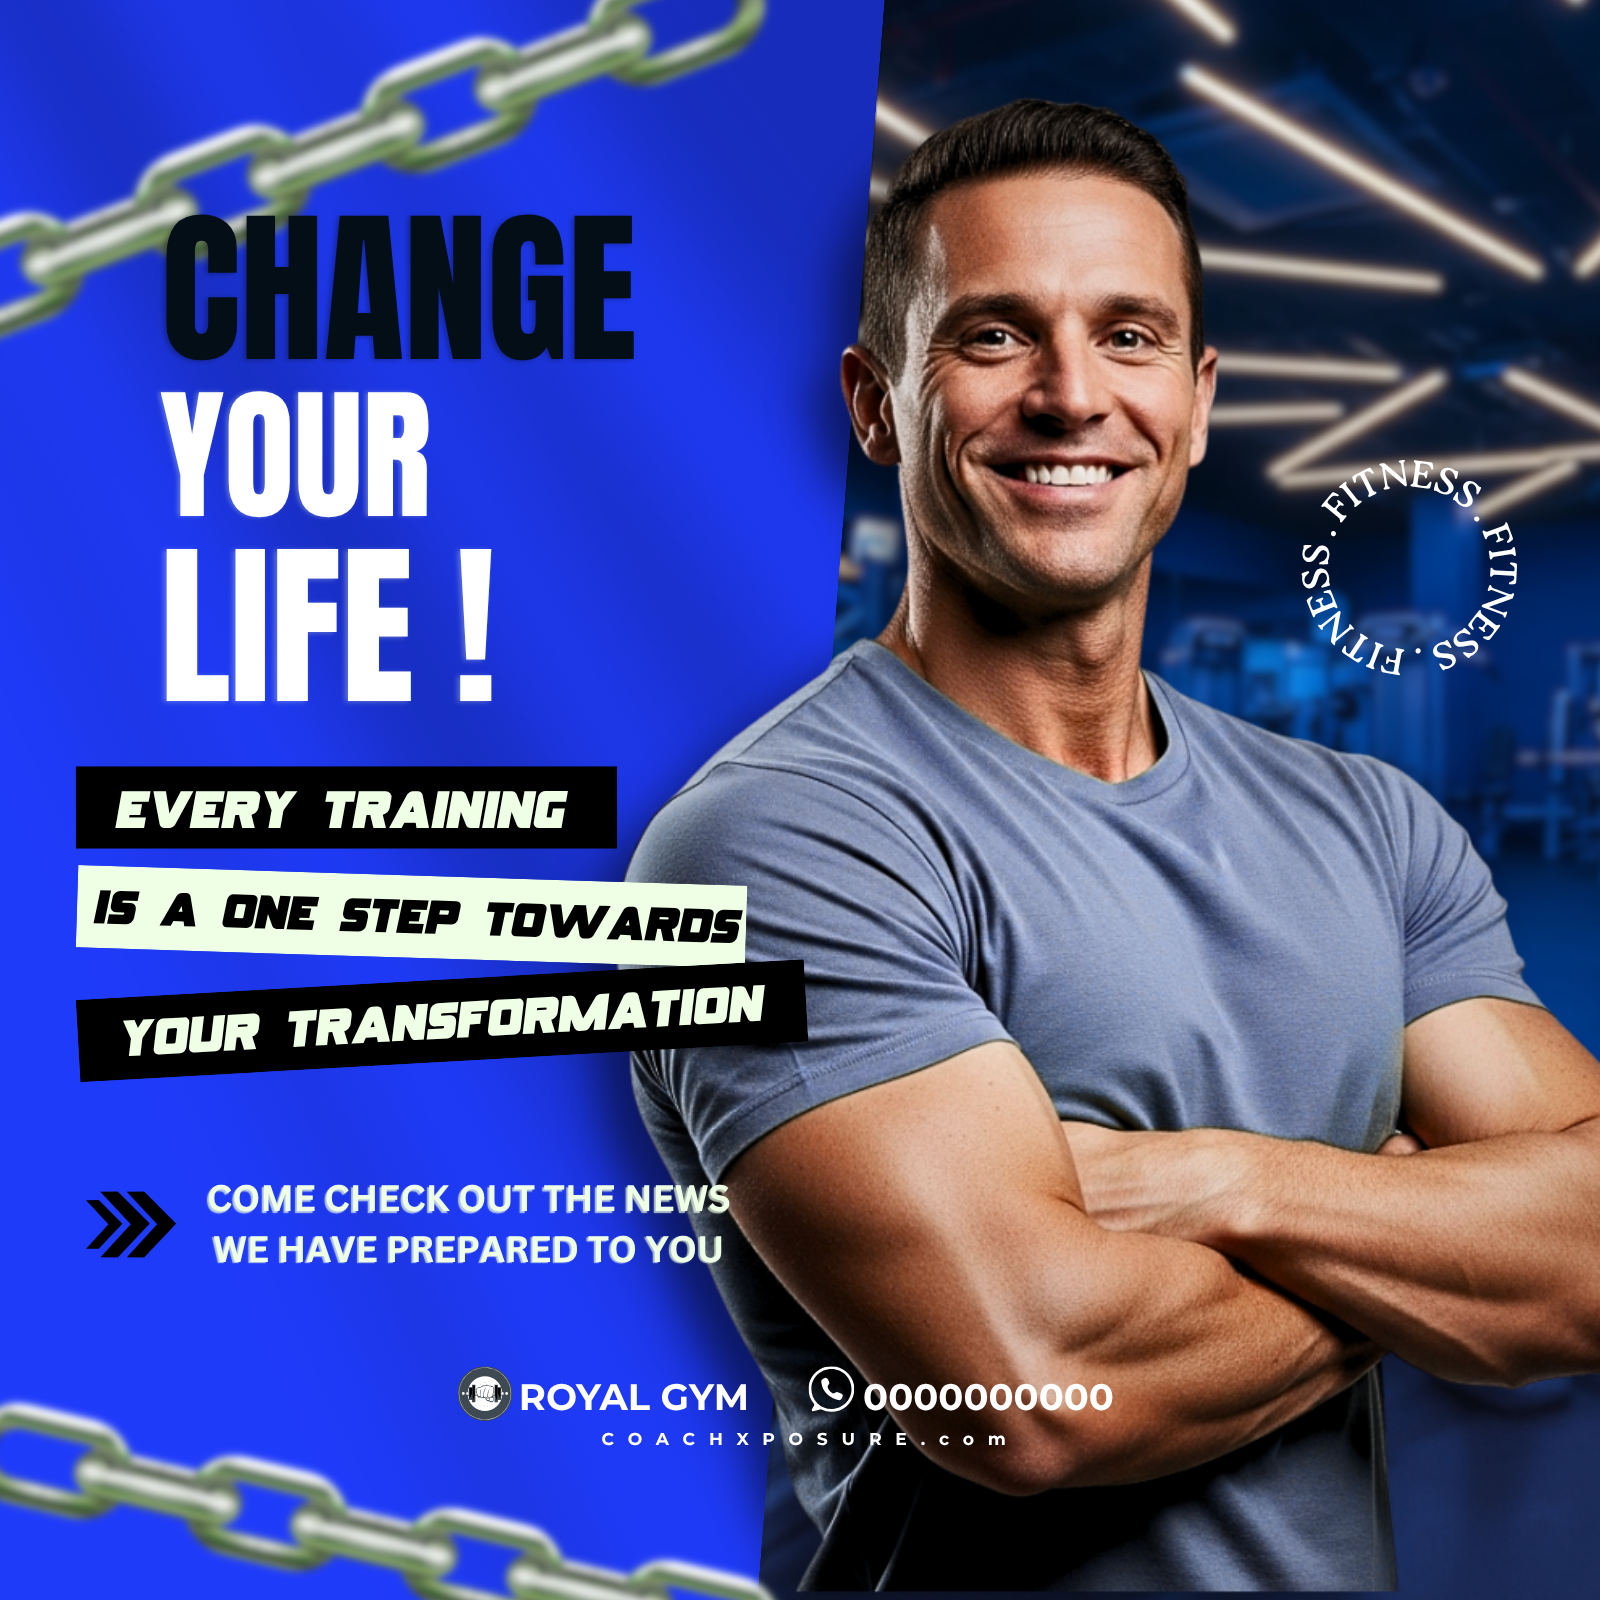 CHANGE
YOUR
LIFE !
FITNESS . FITNESS . FITNESS .
EVERY TRAINING
IS A ONE STEP TOWARDS
YOUR TRANSFORMATION
COME CHECK OUT THE NEWS
WE HAVE PREPARED TO YOU
ROYAL GYM 0000000000
COACHXPOSURE.com